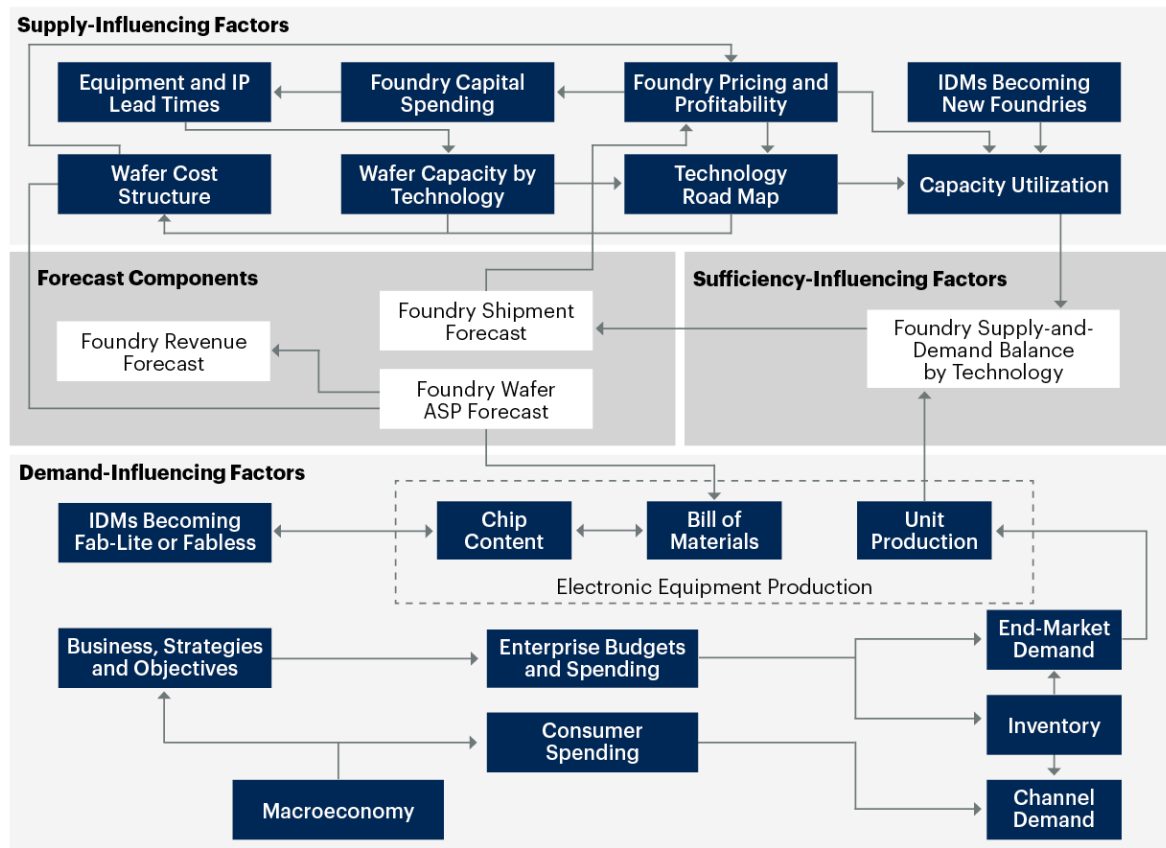 Supply-Influencing Factors
Equipment and IP
Lead Times
Foundry Capital
Spending
Foundry Pricing and
Profitability
IDMs Becoming
New Foundries
Wafer Cost
Structure
Wafer Capacity by
Technology
Technology
Road Map
Capacity Utilization
Forecast Components
Foundry Shipment
Forecast
Foundry Revenue
Forecast
Foundry Wafer
ASP Forecast
Sufficiency-Influencing Factors
Foundry Supply-and-
Demand Balance
by Technology
Demand-Influencing Factors
IDMs Becoming
Fab-Lite or Fabless
Chip
Content
Bill of
Materials
Unit
Production
Electronic Equipment Production
Business, Strategies
and Objectives
Enterprise Budgets
and Spending
End-Market
Demand
Consumer
Spending
Inventory
Macroeconomy
Channel
Demand